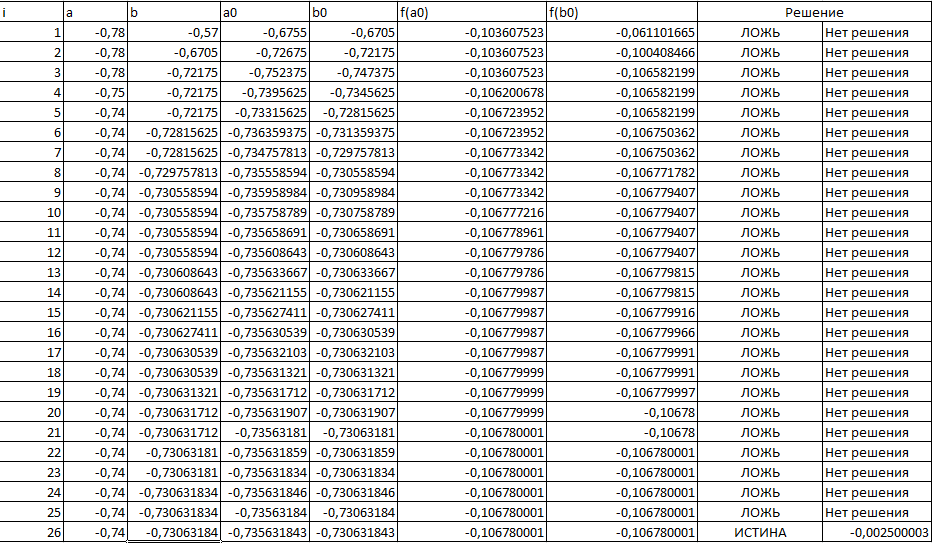 i a b a0 b0 f(a0) f(b0) Решение
1 -0,78 -0,57 -0,6755 -0,6705 -0,103607523 -0,061101665 ЛОЖЬ Нет решения
2 -0,78 -0,6705 -0,72675 -0,72175 -0,103607523 -0,100408466 ЛОЖЬ Нет решения
3 -0,78 -0,72175 -0,752375 -0,747375 -0,103607523 -0,106582199 ЛОЖЬ Нет решения
4 -0,75 -0,72175 -0,7395625 -0,7345625 -0,106200678 -0,106582199 ЛОЖЬ Нет решения
5 -0,74 -0,72175 -0,73315625 -0,72815625 -0,106723952 -0,106582199 ЛОЖЬ Нет решения
6 -0,74 -0,72815625 -0,736359375 -0,731359375 -0,106723952 -0,106750362 ЛОЖЬ Нет решения
7 -0,74 -0,72815625 -0,734757813 -0,729757813 -0,106773342 -0,106750362 ЛОЖЬ Нет решения
8 -0,74 -0,729757813 -0,735558594 -0,730558594 -0,106773342 -0,106771782 ЛОЖЬ Нет решения
9 -0,74 -0,730558594 -0,735958984 -0,730958984 -0,106773342 -0,106779407 ЛОЖЬ Нет решения
10 -0,74 -0,730558594 -0,735758789 -0,730758789 -0,106777216 -0,106779407 ЛОЖЬ Нет решения
11 -0,74 -0,730558594 -0,735658691 -0,730658691 -0,106778961 -0,106779407 ЛОЖЬ Нет решения
12 -0,74 -0,730558594 -0,735608643 -0,730608643 -0,106779786 -0,106779407 ЛОЖЬ Нет решения
13 -0,74 -0,730608643 -0,735633667 -0,730633667 -0,106779786 -0,106779815 ЛОЖЬ Нет решения
14 -0,74 -0,730608643 -0,735621155 -0,730621155 -0,106779987 -0,106779815 ЛОЖЬ Нет решения
15 -0,74 -0,730621155 -0,735627411 -0,730627411 -0,106779987 -0,106779916 ЛОЖЬ Нет решения
16 -0,74 -0,730627411 -0,735630539 -0,730630539 -0,106779987 -0,106779966 ЛОЖЬ Нет решения
17 -0,74 -0,730630539 -0,735632103 -0,730632103 -0,106779987 -0,106779991 ЛОЖЬ Нет решения
18 -0,74 -0,730630539 -0,735631321 -0,730631321 -0,106779999 -0,106779991 ЛОЖЬ Нет решения
19 -0,74 -0,730631321 -0,735631712 -0,730631712 -0,106779999 -0,106779997 ЛОЖЬ Нет решения
20 -0,74 -0,730631712 -0,735631907 -0,730631907 -0,106779999 -0,10678 ЛОЖЬ Нет решения
21 -0,74 -0,730631712 -0,73563181 -0,73063181 -0,106780001 -0,10678 ЛОЖЬ Нет решения
22 -0,74 -0,73063181 -0,735631859 -0,730631859 -0,106780001 -0,106780001 ЛОЖЬ Нет решения
23 -0,74 -0,73063181 -0,735631834 -0,730631834 -0,106780001 -0,106780001 ЛОЖЬ Нет решения
24 -0,74 -0,730631834 -0,735631846 -0,730631846 -0,106780001 -0,106780001 ЛОЖЬ Нет решения
25 -0,74 -0,730631834 -0,73563184 -0,73063184 -0,106780001 -0,106780001 ЛОЖЬ Нет решения
26 -0,74 -0,73063184 -0,735631843 -0,730631843 -0,106780001 -0,106780001 ИСТИНА -0,002500003